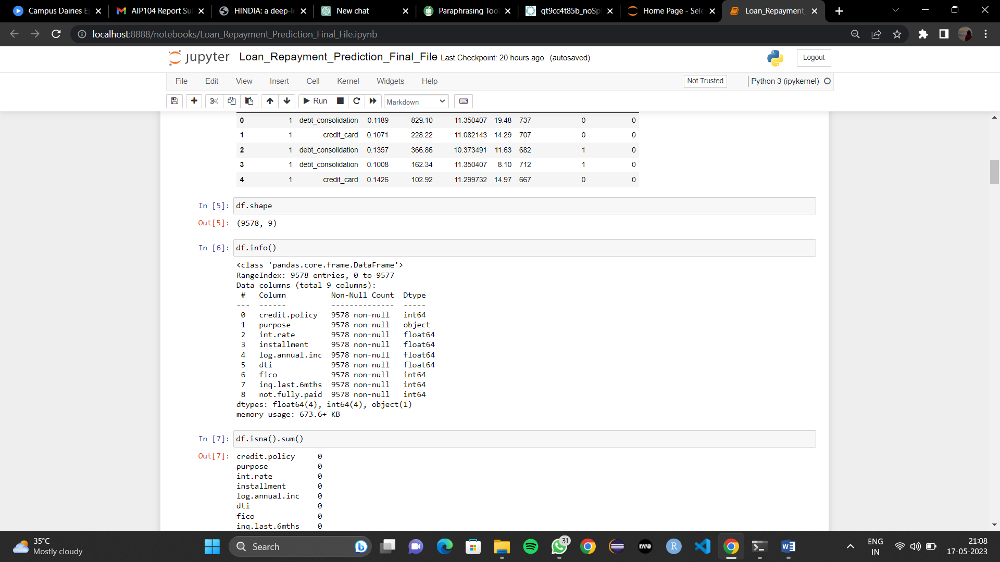 Campus Dairies E
AIP104 Report Su
HINDIA: a deep-l
New chat
Paraphrasing Too
qt9cc4t85b_noSp
Home Page - Sele
Loan_Repayment_
localhost:8888/notebooks/Loan_Repayment_Prediction_Final_File.ipynb
jupyter Loan_Repayment_Prediction_Final_File Last Checkpoint: 20 hours ago (autosaved)
Logout
File Edit View Insert Cell Kernel Widgets Help
Not Trusted
Python 3 (ipykernel)
Run
Markdown
0 1 debt_consolidation 0.1189 829.10 11.350407 19.48 737 0 0
1 1 credit_card 0.1071 228.22 11.082143 14.29 707 0 0
2 1 debt_consolidation 0.1357 366.86 10.373491 11.63 682 1 0
3 1 debt_consolidation 0.1008 162.34 11.350407 8.10 712 1 0
4 1 credit_card 0.1426 102.92 11.299732 14.97 667 0 0
In [5]: df.shape
Out[5]: (9578, 9)
In [6]: df.info()
<class 'pandas.core.frame.DataFrame'>
RangeIndex: 9578 entries, 0 to 9577
Data columns (total 9 columns):
# Column Non-Null Count Dtype
--- ------ -------------- -----
0 credit.policy 9578 non-null int64
1 purpose 9578 non-null object
2 int.rate 9578 non-null float64
3 installment 9578 non-null float64
4 log.annual.inc 9578 non-null float64
5 dti 9578 non-null float64
6 fico 9578 non-null int64
7 inq.last.6mths 9578 non-null int64
8 not.fully.paid 9578 non-null int64
dtypes: float64(4), int64(4), object(1)
memory usage: 673.6+ KB
In [7]: df.isna().sum()
Out[7]: credit.policy 0
purpose 0
int.rate 0
installment 0
log.annual.inc 0
dti 0
fico 0
inq.last.6mths 0
35°C
Mostly cloudy
Search
31
rave
R
ENG
IN
21:08
17-05-2023